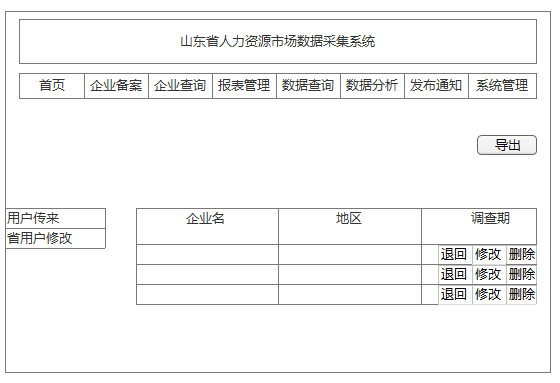 山东省人力资源市场数据采集系统
首页 企业备案 企业查询 报表管理 数据查询 数据分析 发布通知 系统管理
导出
用户传来
省用户修改
企业名 地区 调查期
退回 修改 删除
退回 修改 删除
退回 修改 删除